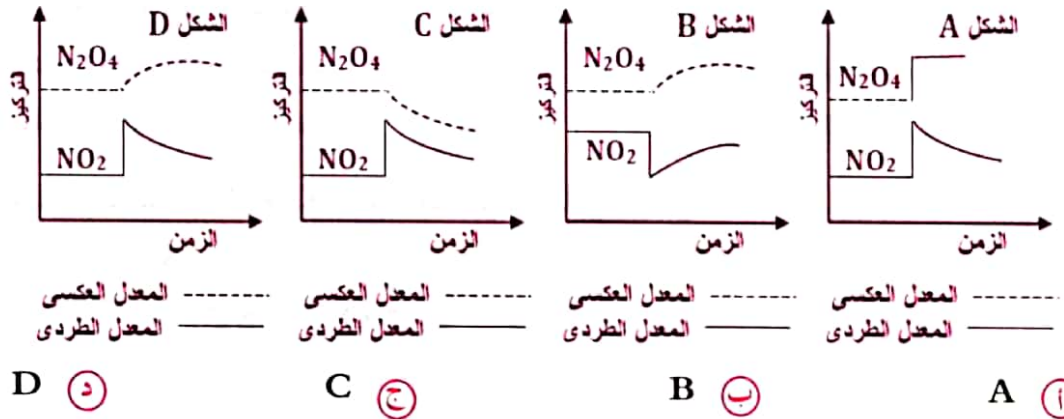 الشكل A
N₂O₄
NO₂
التركيز
الزمن
المعدل العكسى
المعدل الطردى
A أ
الشكل B
N₂O₄
NO₂
التركيز
الزمن
المعدل العكسى
المعدل الطردى
B ب
الشكل C
N₂O₄
NO₂
التركيز
الزمن
المعدل العكسى
المعدل الطردى
C ج
الشكل D
N₂O₄
NO₂
التركيز
الزمن
المعدل العكسى
المعدل الطردى
D د